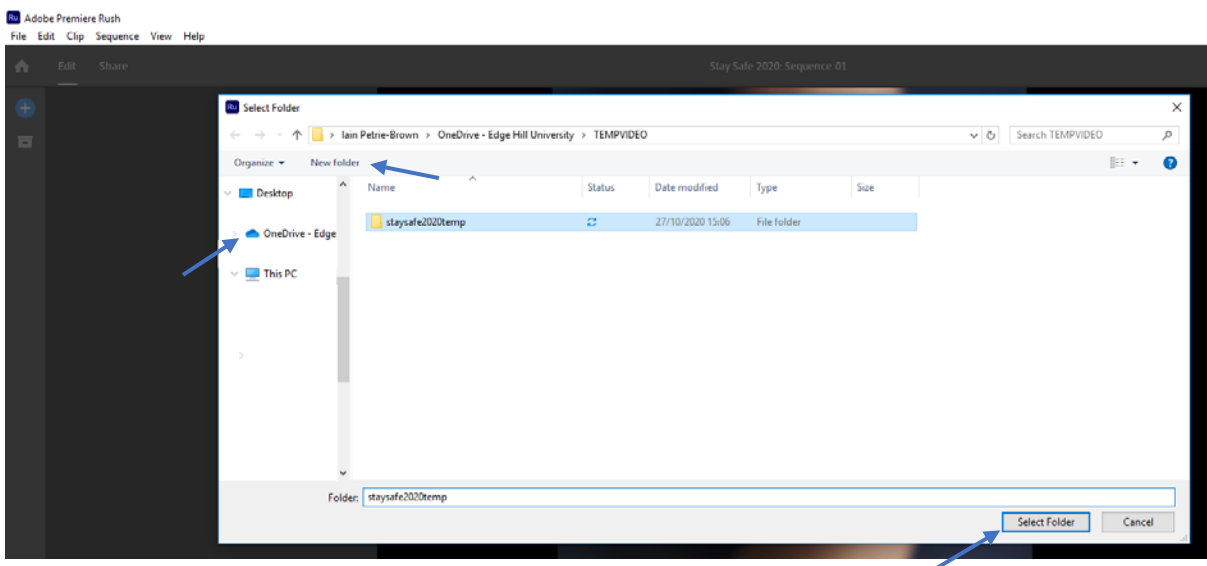 Ru Adobe Premiere Rush
File Edit Clip Sequence View Help
Edit Share Stay Safe 2020: Sequence 01
Ru Select Folder
> Iain Petrie-Brown > OneDrive - Edge Hill University > TEMPVIDEO Search TEMPVIDEO
Organize New folder
Name Status Date modified Type Size
Desktop
staysafe2020temp 27/10/2020 15:06 File folder
OneDrive - Edge
This PC
Folder: staysafe2020temp
Select Folder Cancel